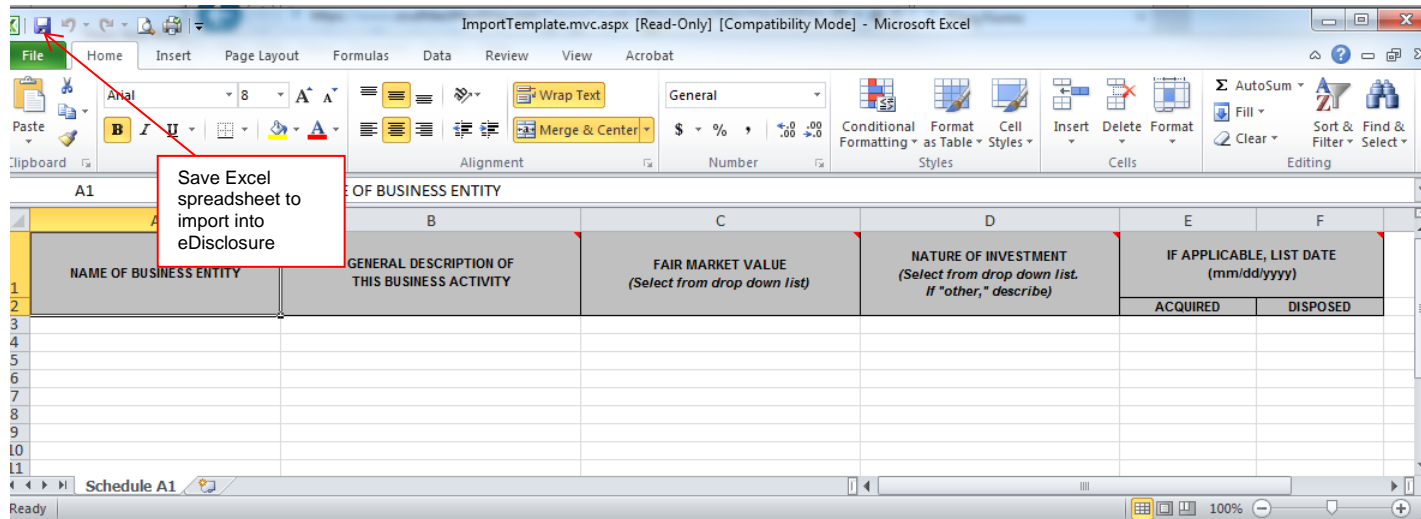 ImportTemplate.mvc.aspx [Read-Only] [Compatibility Mode] - Microsoft Excel
File Home Insert Page Layout Formulas Data Review View Acrobat
Arial 8 A A Wrap Text General Σ AutoSum
Fill
Paste B I U A Merge & Center $ % , .0 .00 .00 .0 Conditional Formatting Format as Table Cell Styles Insert Delete Format Clear Sort & Filter Find & Select
Clipboard Alignment Number Styles Cells Editing
Save Excel
spreadsheet to
import into
eDisclosure
A1 E OF BUSINESS ENTITY
A B C D E F
1 NAME OF BUSINESS ENTITY
GENERAL DESCRIPTION OF
THIS BUSINESS ACTIVITY
FAIR MARKET VALUE
(Select from drop down list)
NATURE OF INVESTMENT
(Select from drop down list.
If "other," describe)
IF APPLICABLE, LIST DATE
(mm/dd/yyyy)
2 ACQUIRED DISPOSED
3
4
5
6
7
8
9
10
11
Schedule A1
Ready 100%